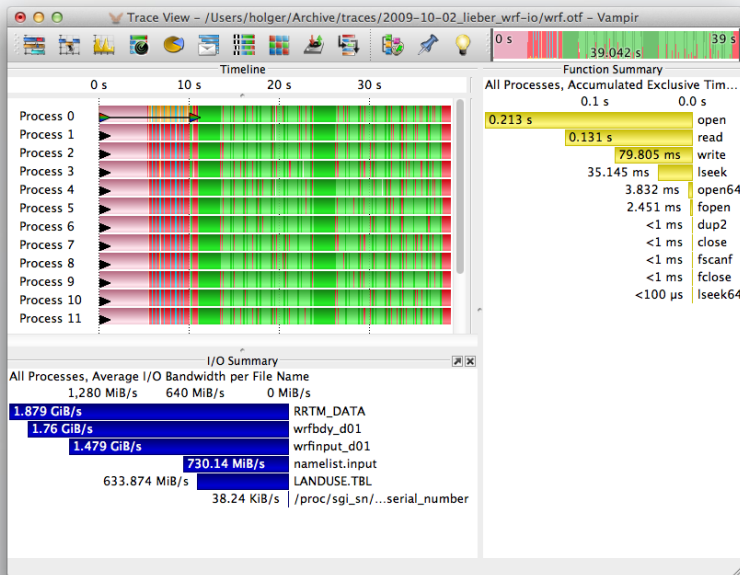 Trace View – /Users/holger/Archive/traces/2009-10-02_lieber_wrf-io/wrf.otf – Vampir
0 s 39 s
39.042 s
Timeline
0 s 10 s 20 s 30 s
Process 0
Process 1
Process 2
Process 3
Process 4
Process 5
Process 6
Process 7
Process 8
Process 9
Process 10
Process 11
Function Summary
All Processes, Accumulated Exclusive Tim...
0.1 s 0.0 s
0.213 s open
0.131 s read
79.805 ms write
35.145 ms lseek
3.832 ms open64
2.451 ms fopen
<1 ms dup2
<1 ms close
<1 ms fscanf
<1 ms fclose
<100 µs lseek64
I/O Summary
All Processes, Average I/O Bandwidth per File Name
1,280 MiB/s 640 MiB/s 0 MiB/s
1.879 GiB/s RRTM_DATA
1.76 GiB/s wrfbdy_d01
1.479 GiB/s wrfinput_d01
730.14 MiB/s namelist.input
633.874 MiB/s LANDUSE.TBL
38.24 KiB/s /proc/sgi_sn/...serial_number